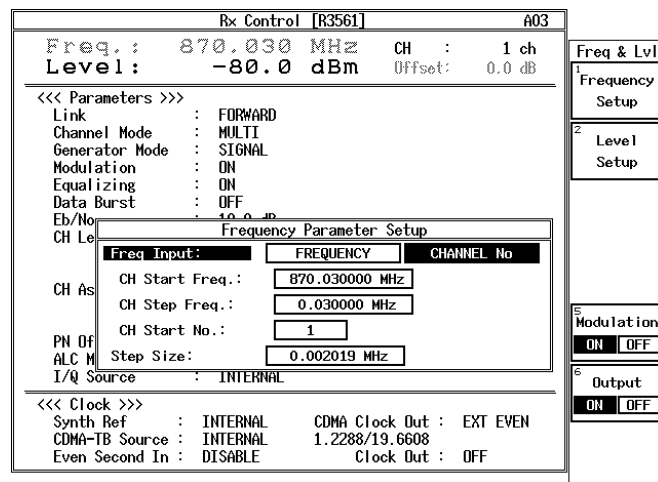 Rx Control [R3561] A03
Freq.: 870.030 MHz CH : 1 ch
Level: -80.0 dBm Offset: 0.0 dB
<<< Parameters >>>
Link : FORWARD
Channel Mode : MULTI
Generator Mode : SIGNAL
Modulation : ON
Equalizing : ON
Data Burst : OFF
Eb/No : 10.0 dB
CH Le
Frequency Parameter Setup
Freq Input: FREQUENCY CHANNEL No
CH Start Freq.: 870.030000 MHz
CH As
CH Step Freq.: 0.030000 MHz
CH Start No.: 1
PN Of
Step Size: 0.002019 MHz
ALC M
I/Q Source : INTERNAL
<<< Clock >>>
Synth Ref : INTERNAL CDMA Clock Out : EXT EVEN
CDMA-TB Source : INTERNAL 1.2288/19.6608
Even Second In : DISABLE Clock Out : OFF
Freq & Lvl
1
Frequency
Setup
2
Level
Setup
5
Modulation
ON OFF
6
Output
ON OFF